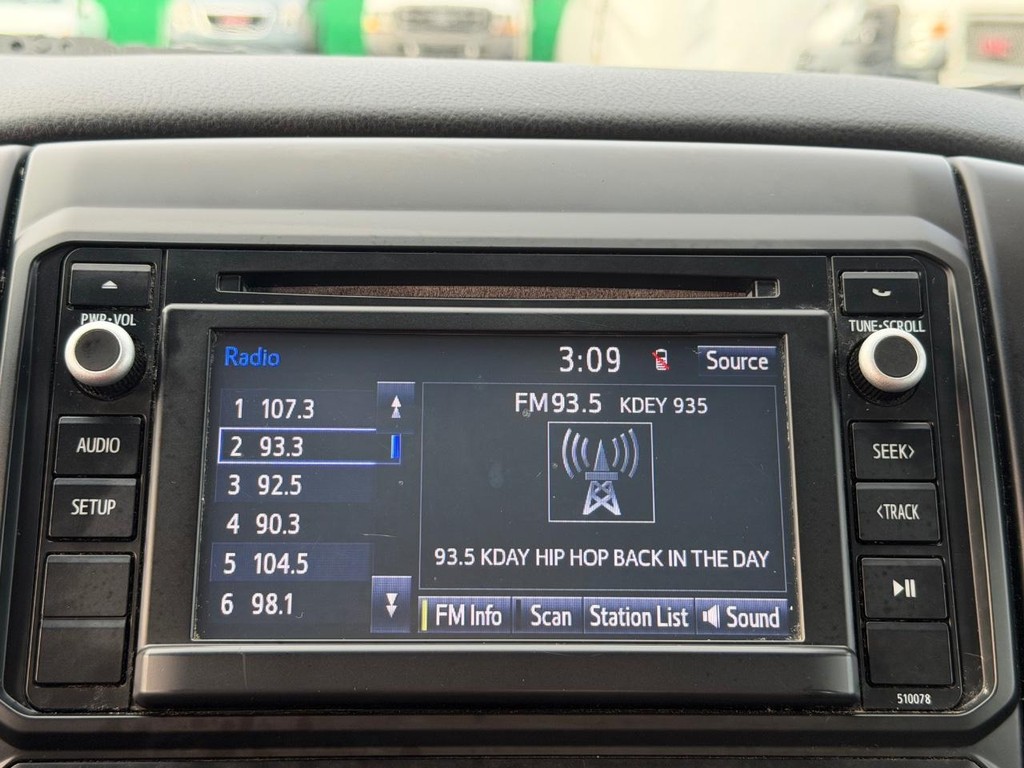 PWR•VOL
AUDIO
SETUP
Radio
3:09
Source
1 107.3
2 93.3
3 92.5
4 90.3
5 104.5
6 98.1
FM 93.5 KDEY 935
93.5 KDAY HIP HOP BACK IN THE DAY
FM Info
Scan
Station List
Sound
TUNE•SCROLL
SEEK>
<TRACK
510078